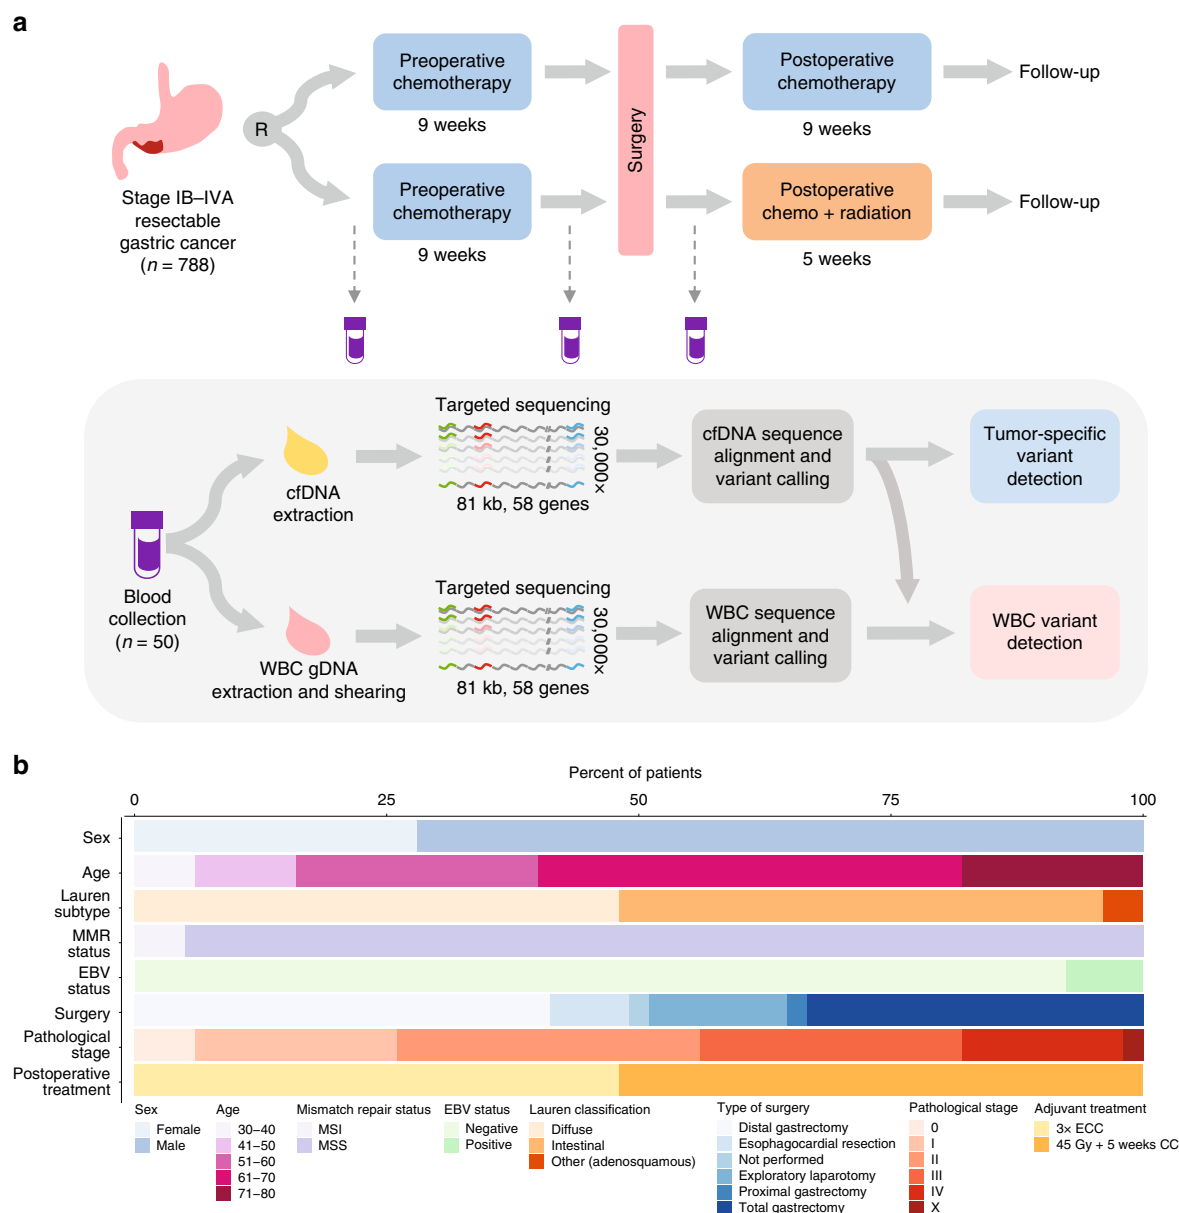 a
Preoperative
chemotherapy
9 weeks
Surgery
Postoperative
chemotherapy
9 weeks
Follow-up
R
Stage IB–IVA
resectable
gastric cancer
(n = 788)
Preoperative
chemotherapy
9 weeks
Postoperative
chemo + radiation
5 weeks
Follow-up
Blood
collection
(n = 50)
cfDNA
extraction
Targeted sequencing
30,000×
81 kb, 58 genes
cfDNA sequence
alignment and
variant calling
Tumor-specific
variant
detection
WBC gDNA
extraction and shearing
Targeted sequencing
30,000×
81 kb, 58 genes
WBC sequence
alignment and
variant calling
WBC variant
detection
b
Percent of patients
0 25 50 75 100
Sex
Age
Lauren
subtype
MMR
status
EBV
status
Surgery
Pathological
stage
Postoperative
treatment
Sex
Female
Male
Age
30–40
41–50
51–60
61–70
71–80
Mismatch repair status
MSI
MSS
EBV status
Negative
Positive
Lauren classification
Diffuse
Intestinal
Other (adenosquamous)
Type of surgery
Distal gastrectomy
Esophagocardial resection
Not performed
Exploratory laparotomy
Proximal gastrectomy
Total gastrectomy
Pathological stage
0
I
II
III
IV
X
Adjuvant treatment
3× ECC
45 Gy + 5 weeks CC